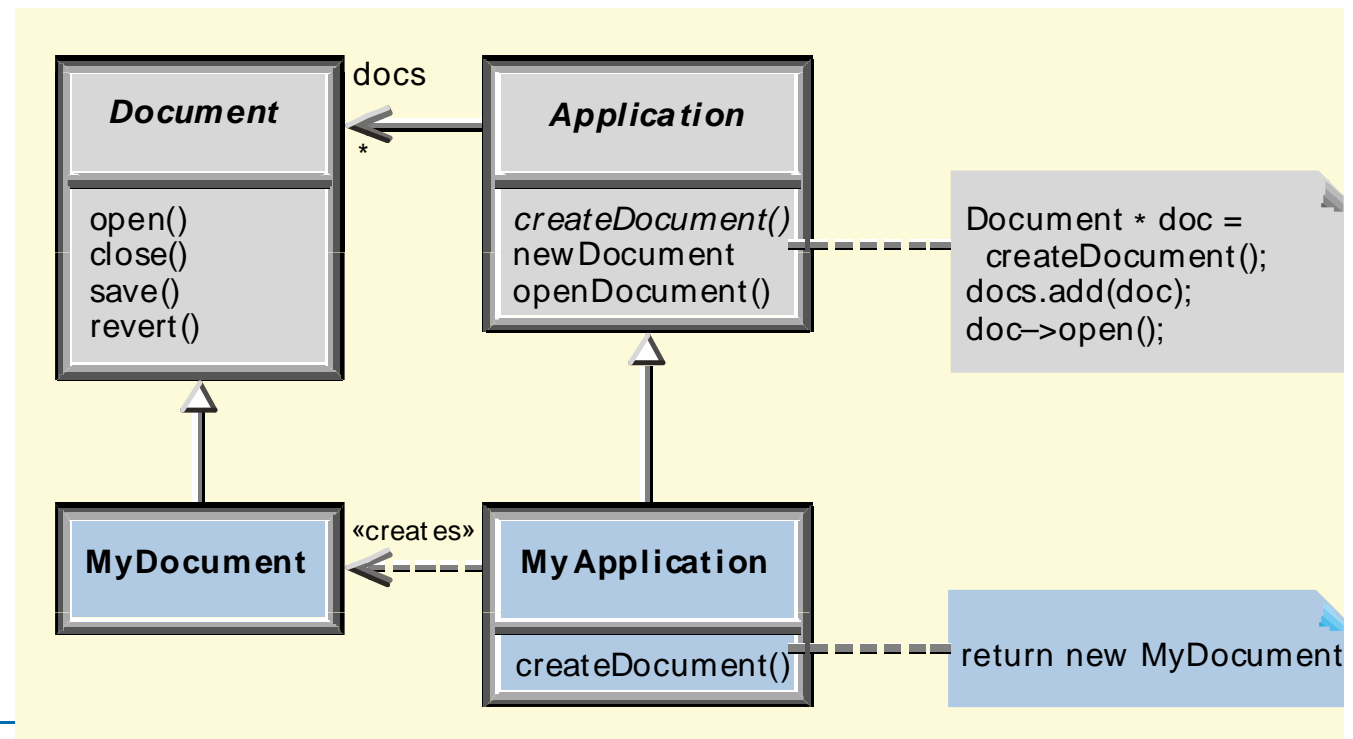 Document
open()
close()
save()
revert()
docs
*
Application
createDocument()
newDocument
openDocument()
Document * doc =
createDocument();
docs.add(doc);
doc–>open();
MyDocument
«creates»
MyApplication
createDocument()
return new MyDocument